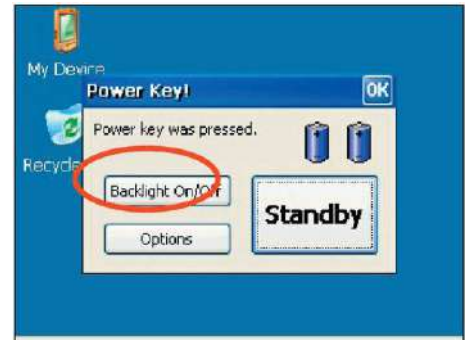 My Device
Power Key!
OK
Power key was pressed.
Backlight On/Off
Standby
Options